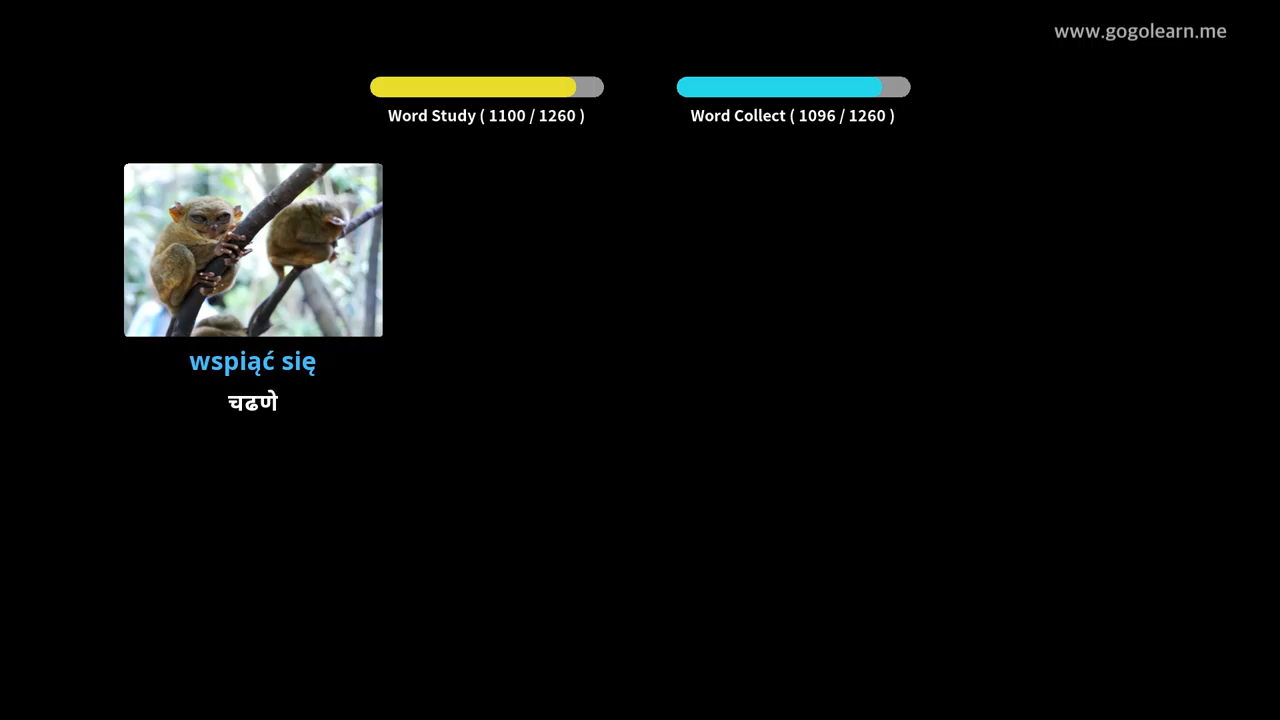 www.gogolearn.me
Word Study ( 1100 / 1260 )
Word Collect ( 1096 / 1260 )
wspiąć się
चढणे